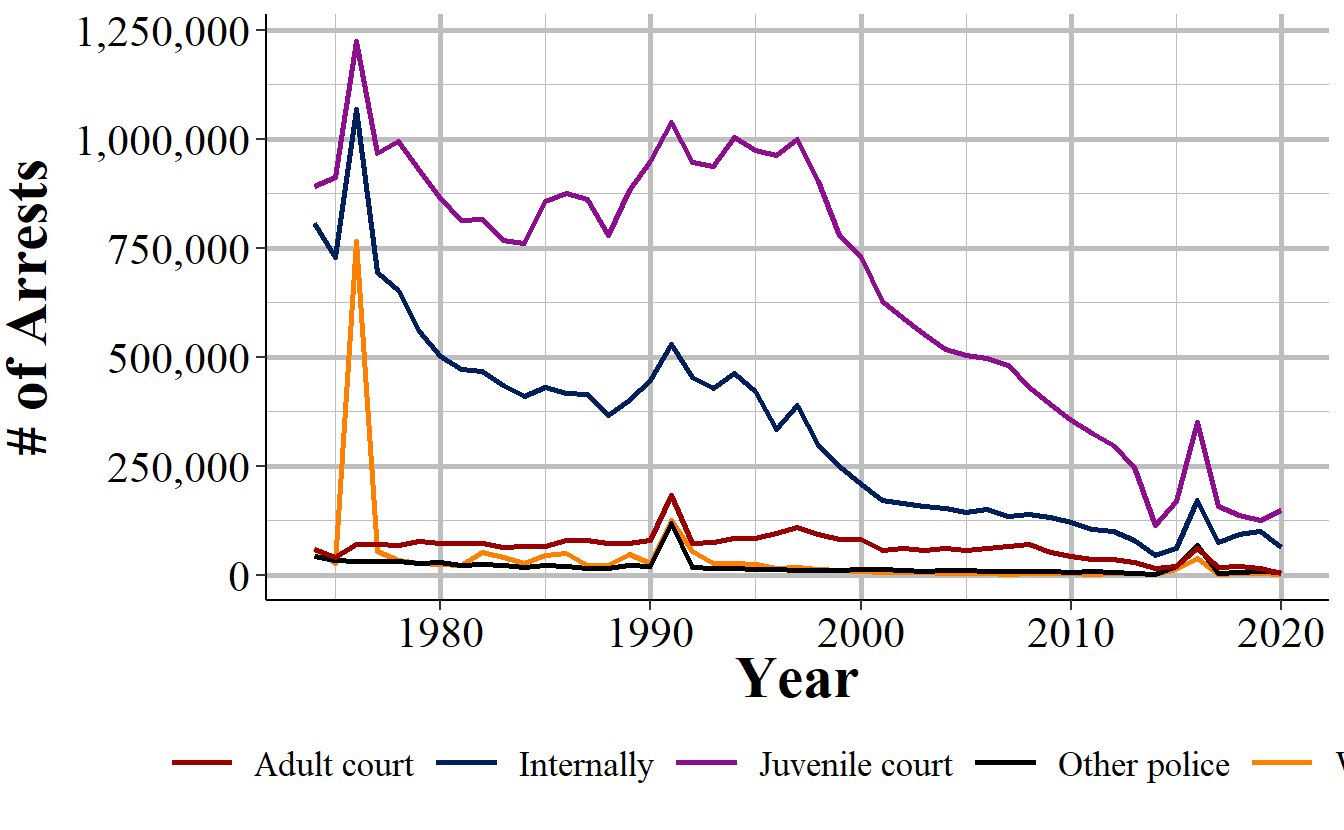 # of Arrests
1,250,000
1,000,000
750,000
500,000
250,000
0
1980 1990 2000 2010 2020
Year
Adult court Internally Juvenile court Other police